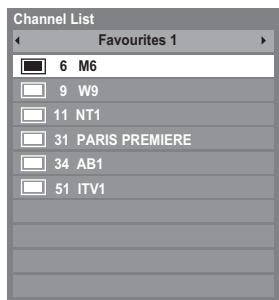 Channel List
Favourites 1
6 M6
9 W9
11 NT1
31 PARIS PREMIERE
34 AB1
51 ITV1